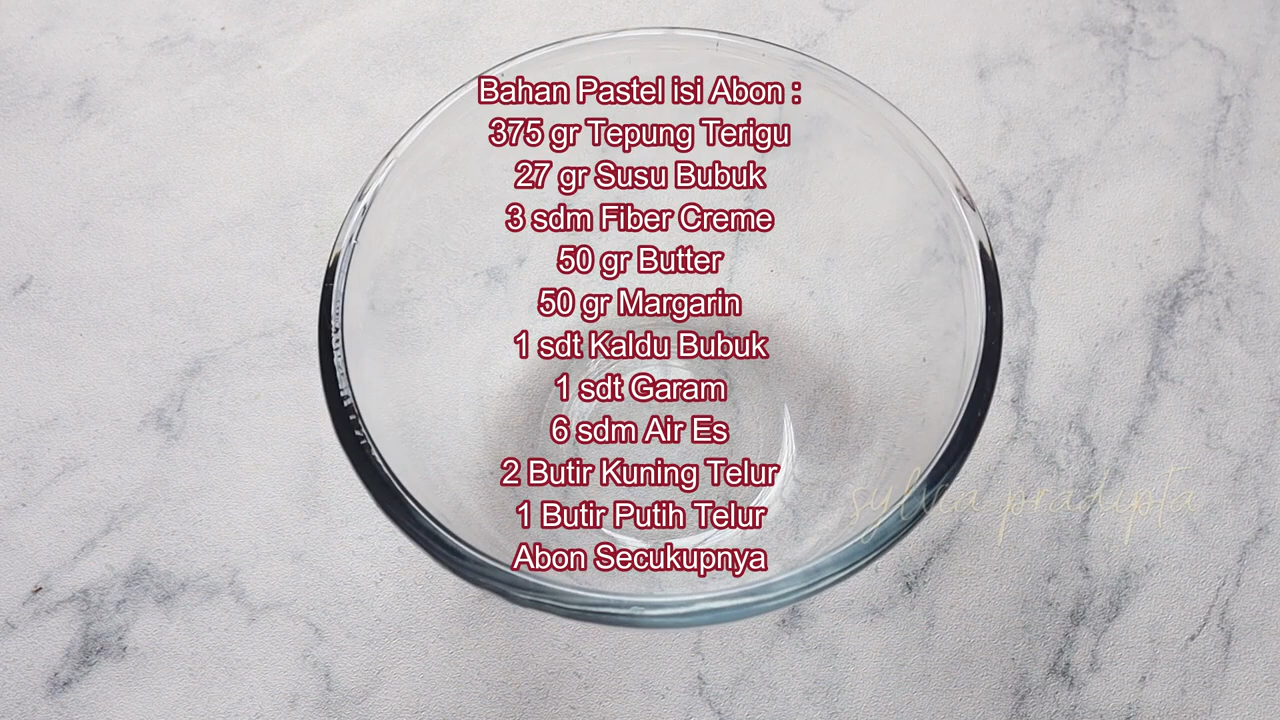 Bahan Pastel isi Abon :
375 gr Tepung Terigu
27 gr Susu Bubuk
3 sdm Fiber Creme
50 gr Butter
50 gr Margarin
1 sdt Kaldu Bubuk
1 sdt Garam
6 sdm Air Es
2 Butir Kuning Telur
1 Butir Putih Telur
Abon Secukupnya
sylvia pradipta